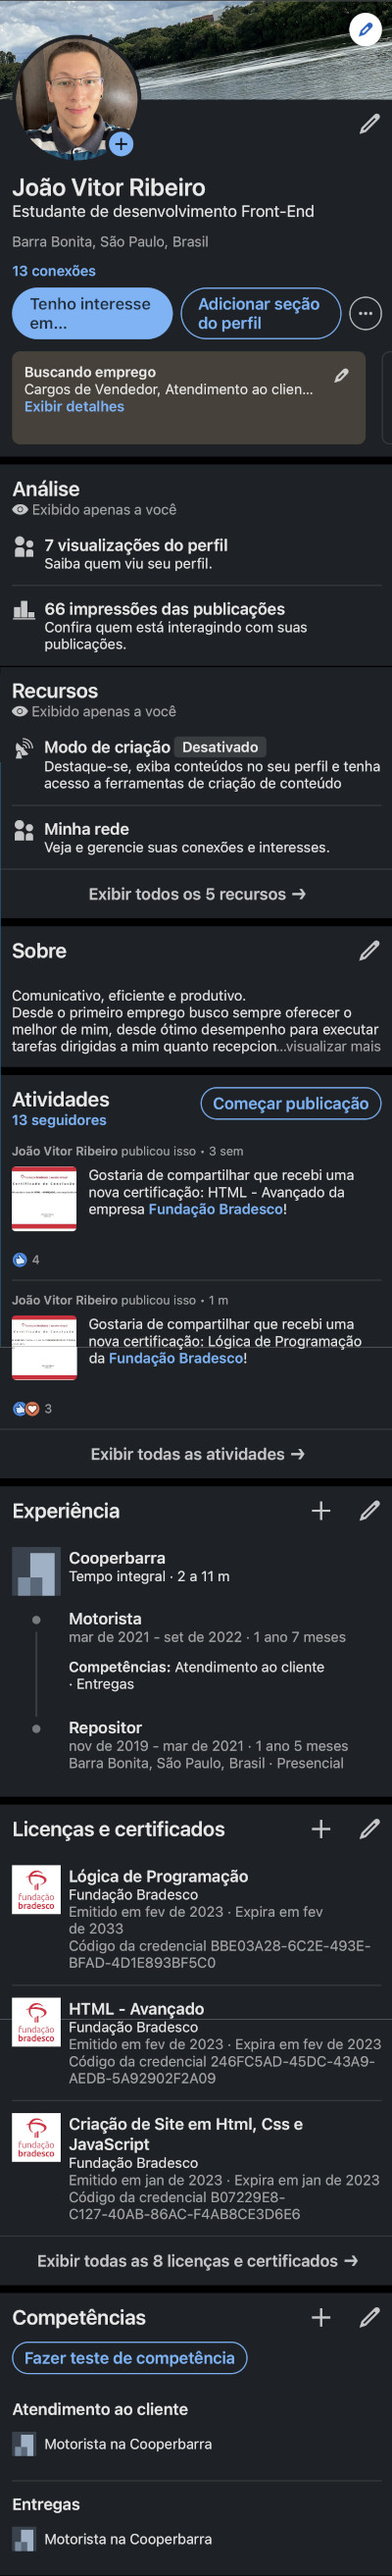 João Vitor Ribeiro
Estudante de desenvolvimento Front-End
Barra Bonita, São Paulo, Brasil
13 conexões
Tenho interesse
em...
Adicionar seção
do perfil
Buscando emprego
Cargos de Vendedor, Atendimento ao clien...
Exibir detalhes
Análise
Exibido apenas a você
7 visualizações do perfil
Saiba quem viu seu perfil.
66 impressões das publicações
Confira quem está interagindo com suas
publicações.
Recursos
Exibido apenas a você
Modo de criação Desativado
Destaque-se, exiba conteúdos no seu perfil e tenha
acesso a ferramentas de criação de conteúdo
Minha rede
Veja e gerencie suas conexões e interesses.
Exibir todos os 5 recursos →
Sobre
Comunicativo, eficiente e produtivo.
Desde o primeiro emprego busco sempre oferecer o
melhor de mim, desde ótimo desempenho para executar
tarefas dirigidas a mim quanto recepcion...visualizar mais
Atividades
13 seguidores
Começar publicação
João Vitor Ribeiro publicou isso • 3 sem
Gostaria de compartilhar que recebi uma
nova certificação: HTML - Avançado da
empresa Fundação Bradesco!
4
João Vitor Ribeiro publicou isso • 1 m
Gostaria de compartilhar que recebi uma
nova certificação: Lógica de Programação
da Fundação Bradesco!
3
Exibir todas as atividades →
Experiência
Cooperbarra
Tempo integral · 2 a 11 m
Motorista
mar de 2021 - set de 2022 · 1 ano 7 meses
Competências: Atendimento ao cliente
· Entregas
Repositor
nov de 2019 - mar de 2021 · 1 ano 5 meses
Barra Bonita, São Paulo, Brasil · Presencial
Licenças e certificados
fundação
bradesco
Lógica de Programação
Fundação Bradesco
Emitido em fev de 2023 · Expira em fev
de 2033
Código da credencial BBE03A28-6C2E-493E-
BFAD-4D1E893BF5C0
fundação
bradesco
HTML - Avançado
Fundação Bradesco
Emitido em fev de 2023 · Expira em fev de 2023
Código da credencial 246FC5AD-45DC-43A9-
AEDB-5A92902F2A09
fundação
bradesco
Criação de Site em Html, Css e
JavaScript
Fundação Bradesco
Emitido em jan de 2023 · Expira em jan de 2023
Código da credencial B07229E8-
C127-40AB-86AC-F4AB8CE3D6E6
Exibir todas as 8 licenças e certificados →
Competências
Fazer teste de competência
Atendimento ao cliente
Motorista na Cooperbarra
Entregas
Motorista na Cooperbarra